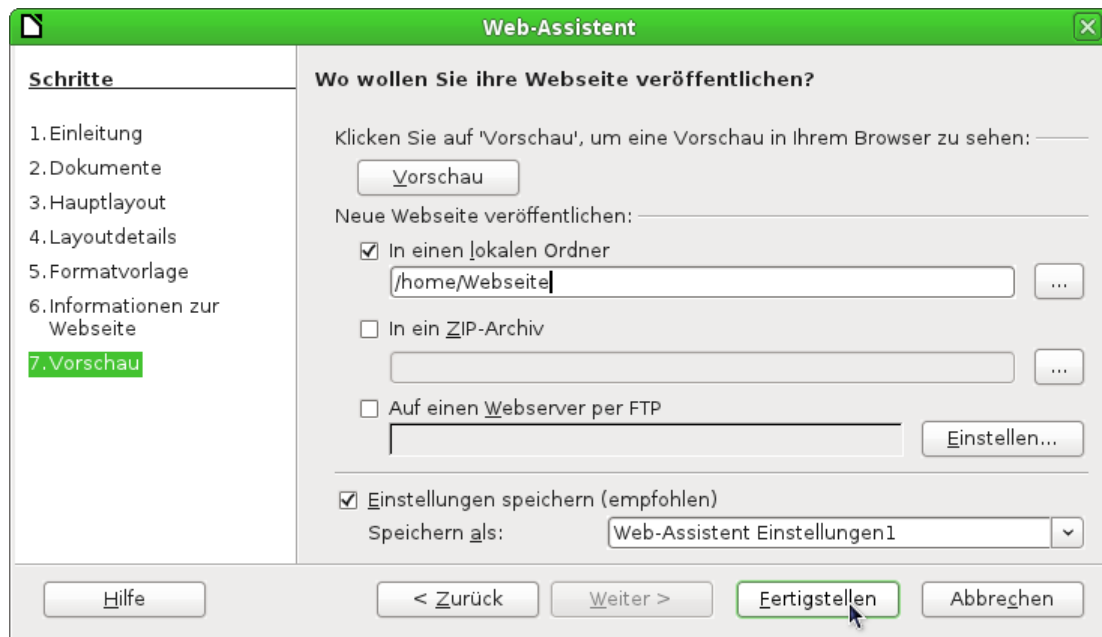 Web-Assistent
Schritte
1. Einleitung
2. Dokumente
3. Hauptlayout
4. Layoutdetails
5. Formatvorlage
6. Informationen zur
Webseite
7. Vorschau
Wo wollen Sie ihre Webseite veröffentlichen?
Klicken Sie auf 'Vorschau', um eine Vorschau in Ihrem Browser zu sehen:
Vorschau
Neue Webseite veröffentlichen:
In einen lokalen Ordner
/home/Webseite
...
In ein ZIP-Archiv
...
Auf einen Webserver per FTP
Einstellen...
Einstellungen speichern (empfohlen)
Speichern als: Web-Assistent Einstellungen1
Hilfe < Zurück Weiter > Fertigstellen Abbrechen